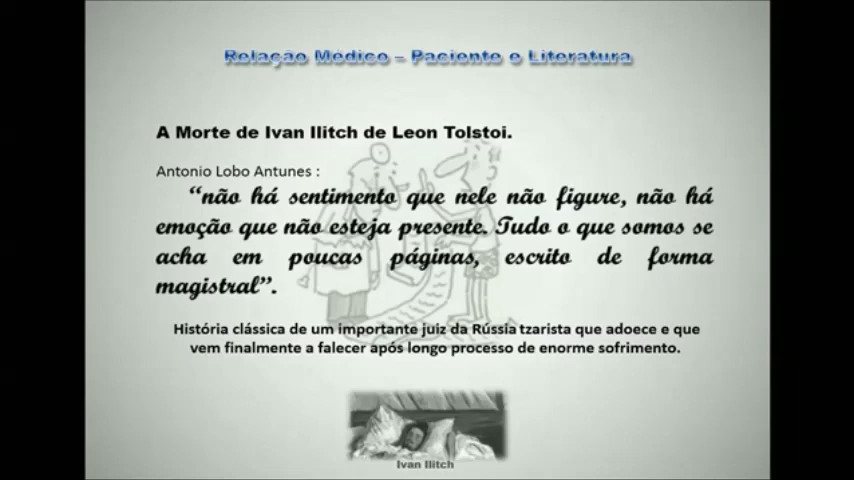 Relação Médico – Paciente e Literatura
A Morte de Ivan Ilitch de Leon Tolstoi.
Antonio Lobo Antunes :
“não há sentimento que nele não figure, não há
emoção que não esteja presente. Tudo o que somos se
acha em poucas páginas, escrito de forma
magistral”.
História clássica de um importante juiz da Rússia tzarista que adoece e que
vem finalmente a falecer após longo processo de enorme sofrimento.
Ivan Ilitch